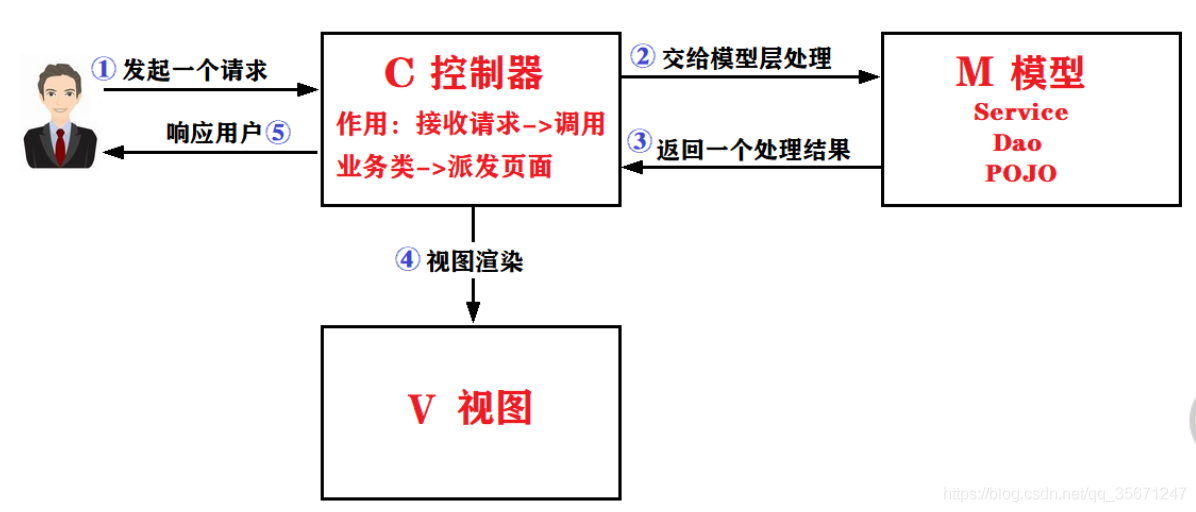 ① 发起一个请求
响应用户⑤
C 控制器
作用：接收请求->调用
业务类->派发页面
② 交给模型层处理
③ 返回一个处理结果
M 模型
Service
Dao
POJO
④ 视图渲染
V 视图
https://blog.csdn.net/qq_35671247